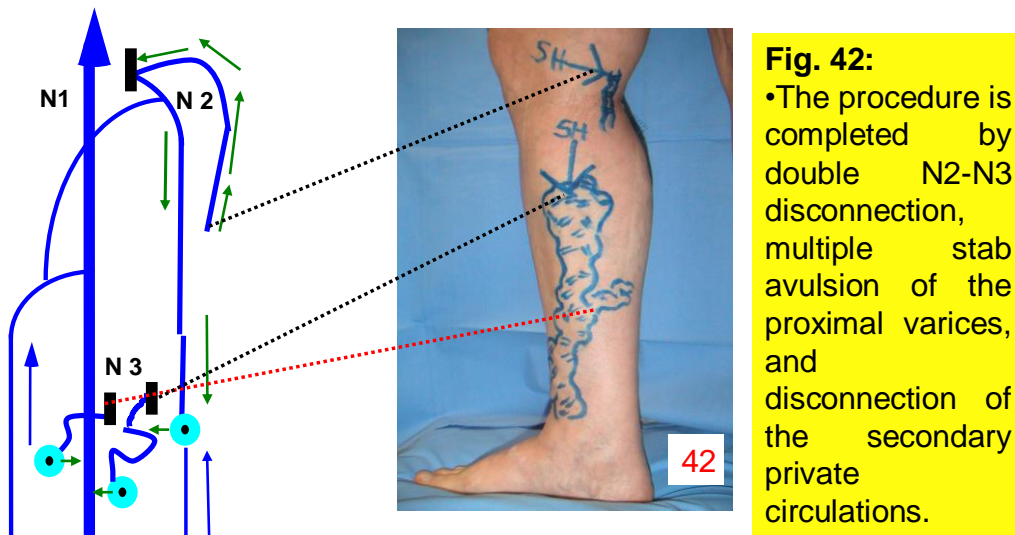 N1
N 2
N 3
SH
SH
42
Fig. 42:
•The procedure is
completed by
double N2-N3
disconnection,
multiple stab
avulsion of the
proximal varices,
and
disconnection of
the secondary
private
circulations.